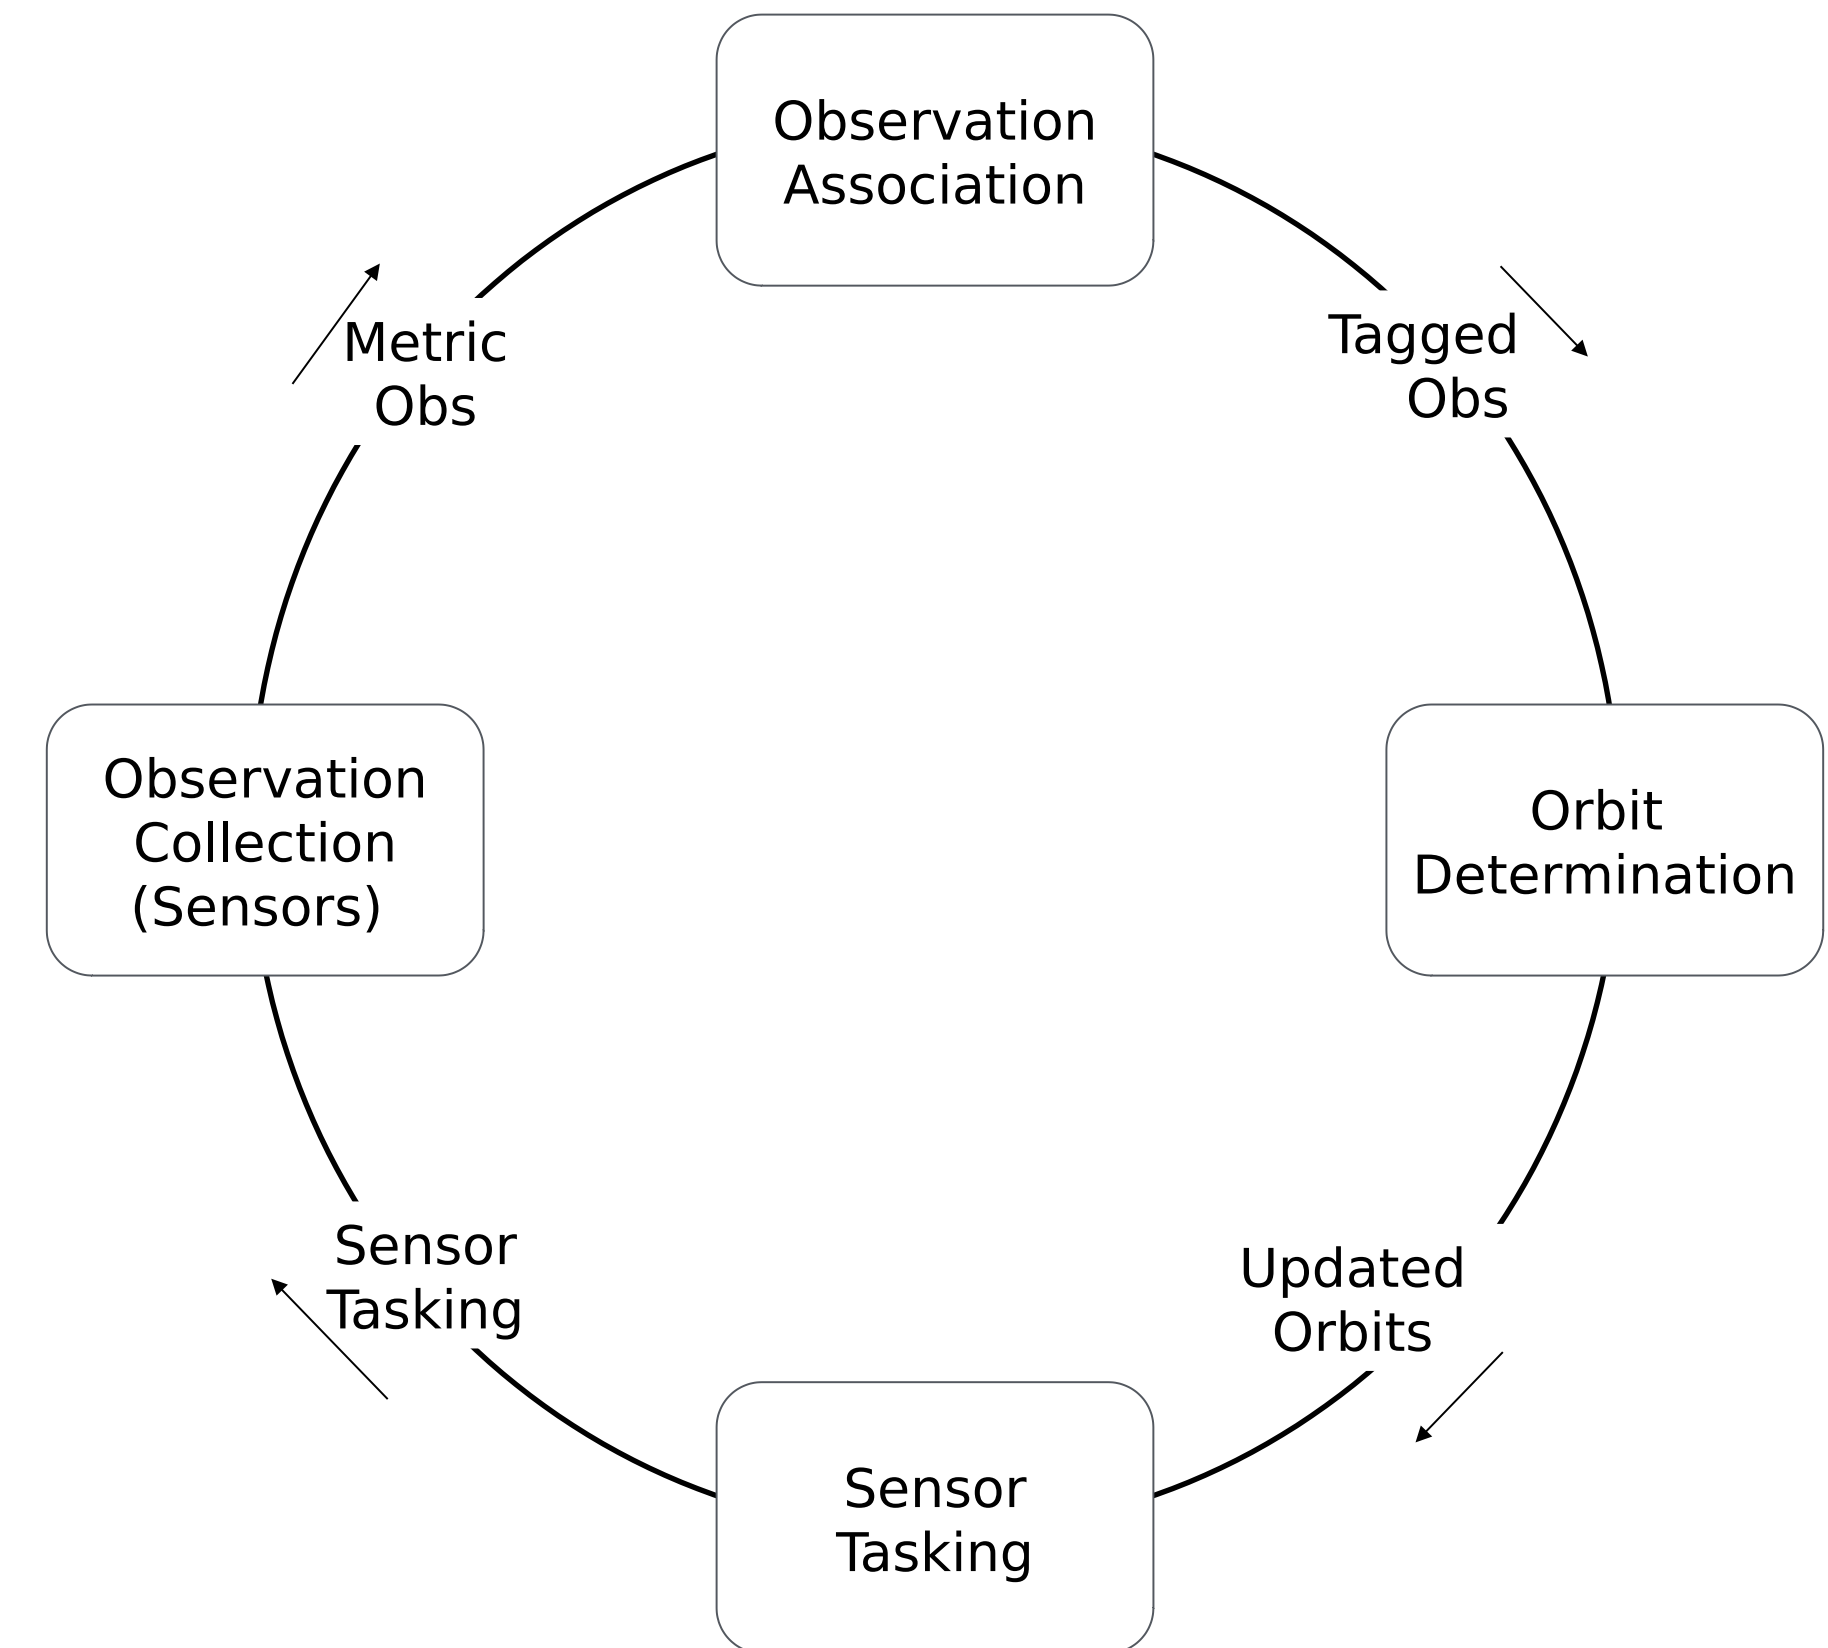 Observation
Association
Metric
Obs
Tagged
Obs
Observation
Collection
(Sensors)
Orbit
Determination
Sensor
Tasking
Updated
Orbits
Sensor
Tasking